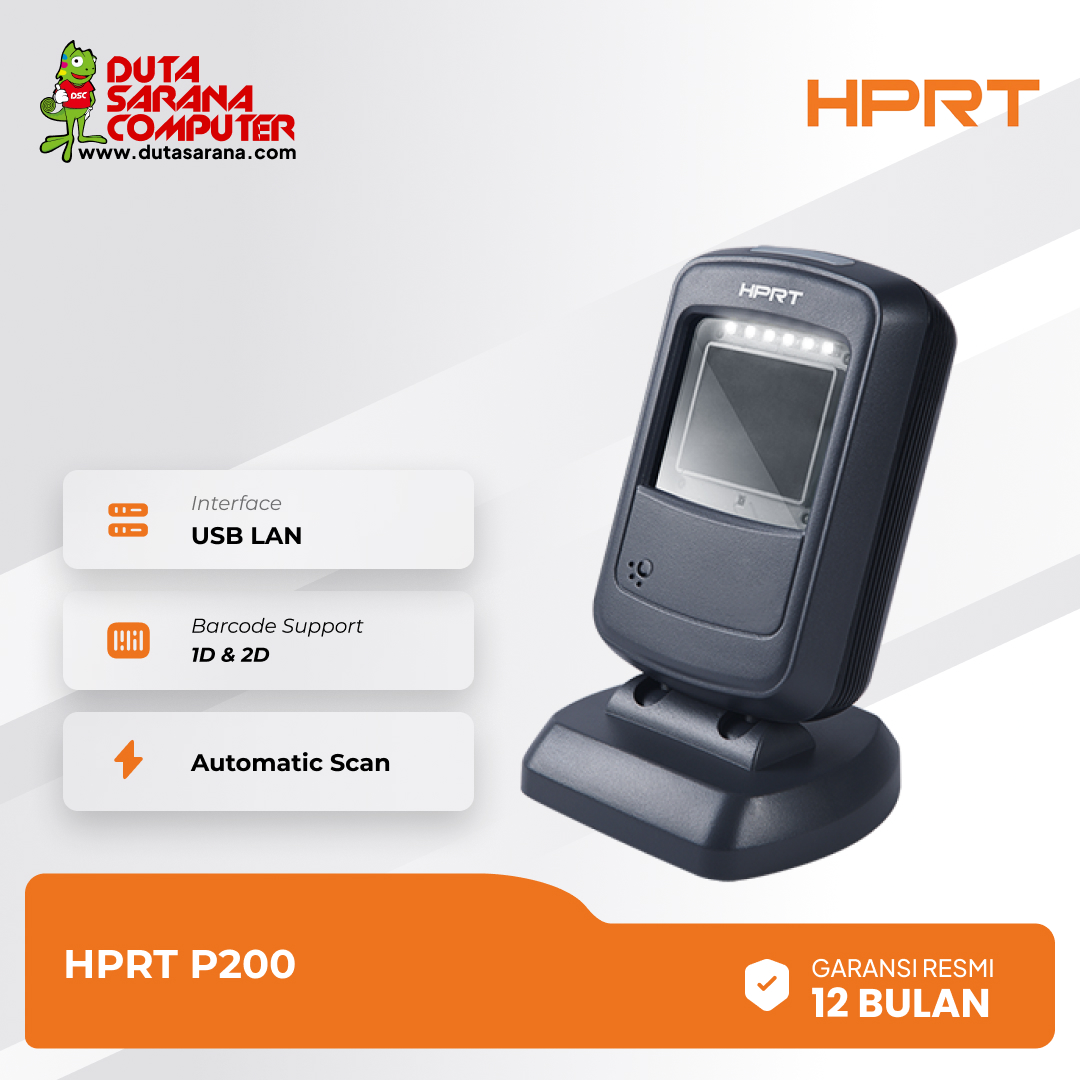 DUTA
SARANA
COMPUTER
www.dutasarana.com
DSC
HPRT
HPRT
Interface
USB LAN
Barcode Support
1D & 2D
Automatic Scan
HPRT P200
GARANSI RESMI
12 BULAN